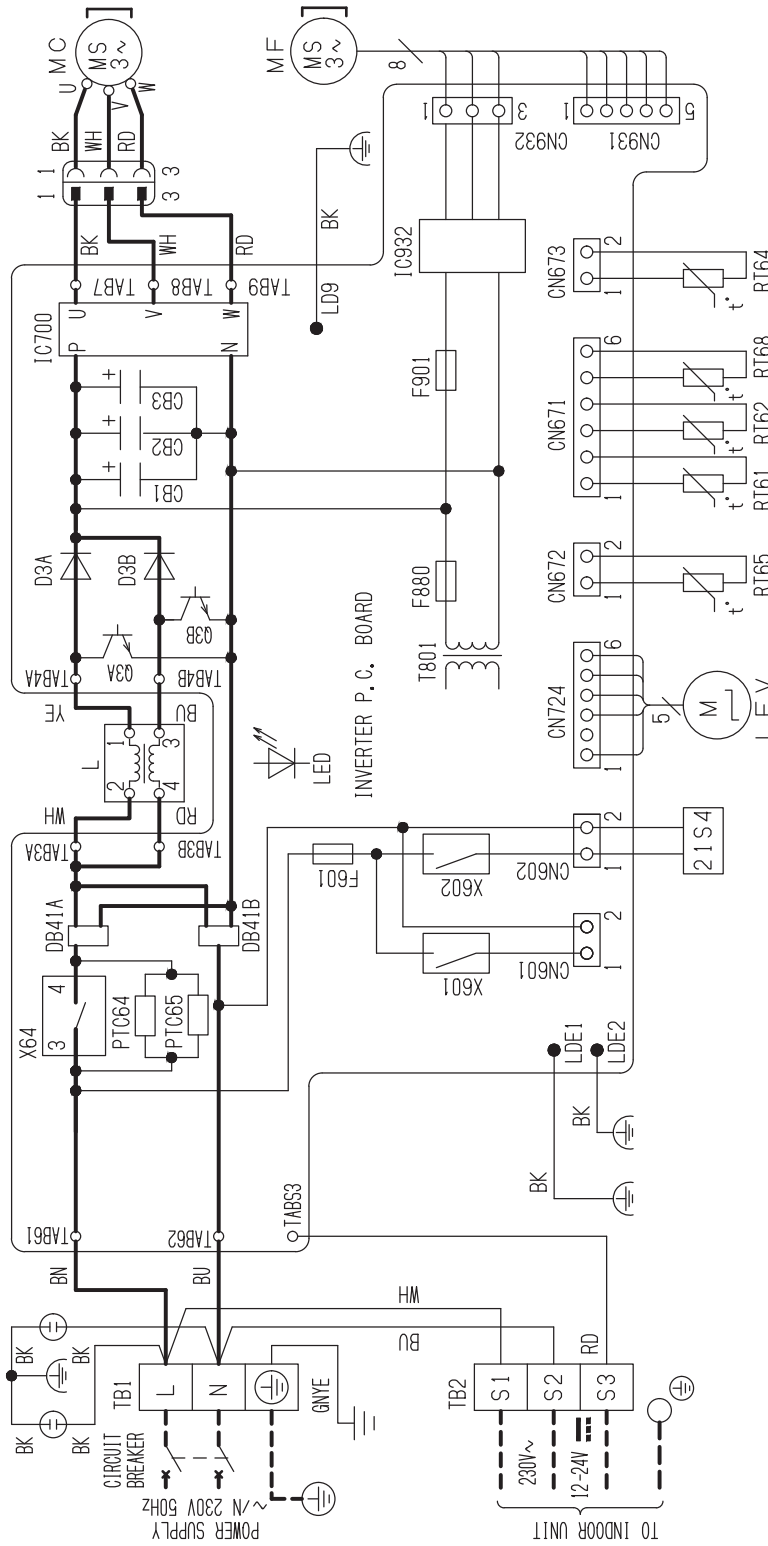 MC
MS
3~
U
V
W
BK
WH
RD
1 1
3 3
BK
WH
RD
MF
MS
3~
8
1
3
CN932
1
5
CN931
BK
LD9
TAB7
TAB8
TAB9
IC700
P
U
V
N
W
IC932
CB1
CB2
CB3
+
+
+
F901
CN673
1
2
RT64
t°
CN671
1
6
RT61
t°
RT62
t°
RT68
t°
D3A
D3B
Q3A
Q3B
F880
T801
CN672
1
2
RT65
t°
TAB4A
TAB4B
YE
BU
L
2
1
4
3
WH
RD
TAB3A
TAB3B
LED
INVERTER P.C. BOARD
CN724
1
6
5
M
LEV
F601
X602
CN602
1
2
21S4
X601
CN601
1
2
DB41A
DB41B
X64
3
4
PTC64
PTC65
LDE1
LDE2
BK
BK
TAB61
TAB62
TABS3
BN
BU
BK
BK
BK
BK
WH
BU
RD
TB1
L
N
GNYE
CIRCUIT
BREAKER
POWER SUPPLY
~/N 230V 50Hz
TB2
S1
S2
S3
230V~
12-24V
TO INDOOR UNIT